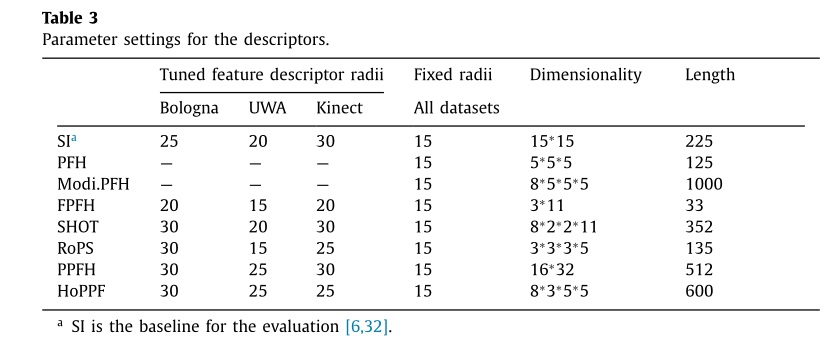 Table 3
Parameter settings for the descriptors.
Tuned feature descriptor radii Fixed radii Dimensionality Length
Bologna UWA Kinect All datasets
SIa 25 20 30 15 15*15 225
PFH — — — 15 5*5*5 125
Modi.PFH — — — 15 8*5*5*5 1000
FPFH 20 15 20 15 3*11 33
SHOT 30 20 30 15 8*2*2*11 352
RoPS 30 15 25 15 3*3*3*5 135
PPFH 30 25 30 15 16*32 512
HoPPF 30 25 25 15 8*3*5*5 600
a SI is the baseline for the evaluation [6,32].